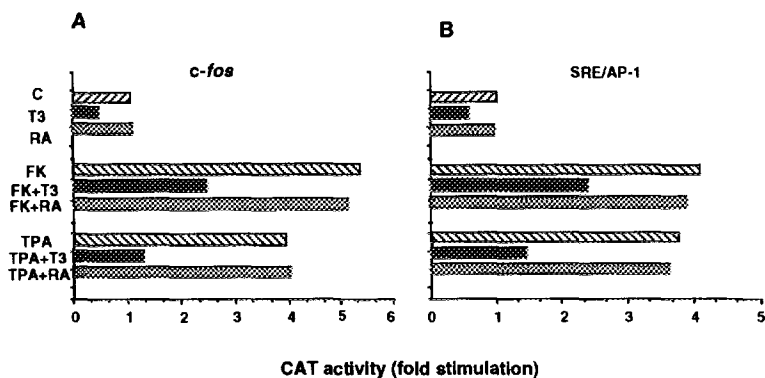 A
c-fos
C
T3
RA
FK
FK+T3
FK+RA
TPA
TPA+T3
TPA+RA
0 1 2 3 4 5 6
B
SRE/AP-1
0 1 2 3 4 5
CAT activity (fold stimulation)